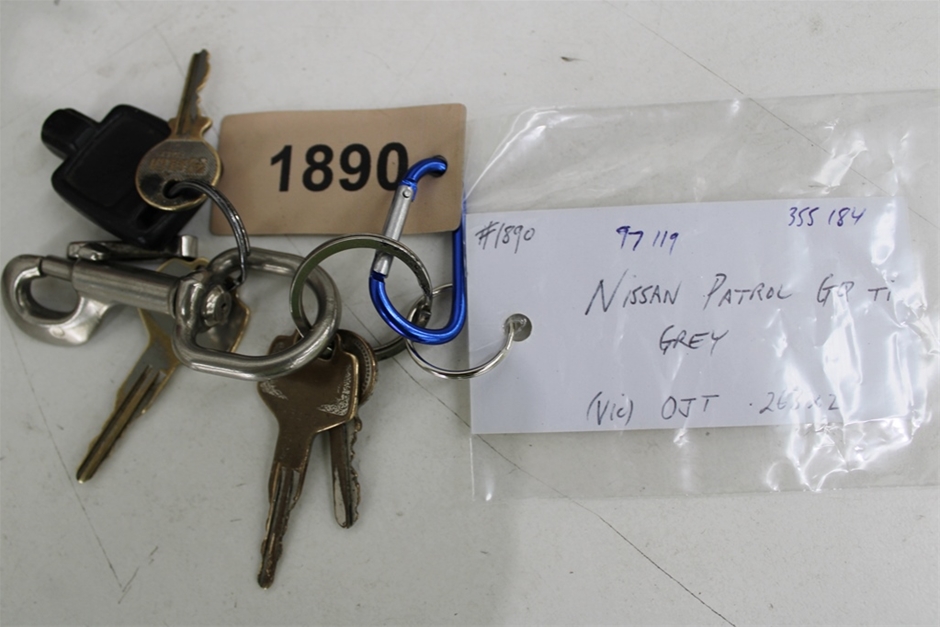 1890
#1890 97 119 355 184
NISSAN PATROL GQ Ti
GREY
(Vic) OJT